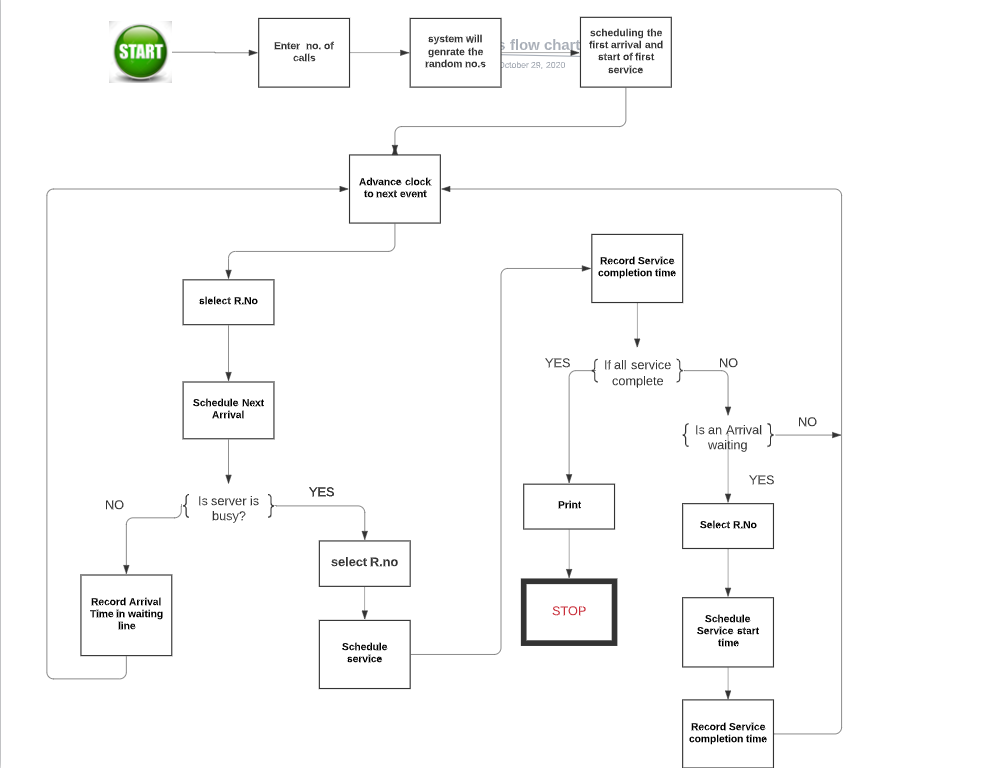 START
Enter no. of
calls
system will
genrate the
random no.s
s flow chart
October 29, 2020
scheduling the
first arrival and
start of first
service
Advance clock
to next event
slelect R.No
Schedule Next
Arrival
Is server is
busy?
NO
YES
Record Arrival
Time in waiting
line
select R.no
Schedule
service
Record Service
completion time
If all service
complete
YES
NO
Is an Arrival
waiting
NO
YES
Print
STOP
Select R.No
Schedule
Service start
time
Record Service
completion time